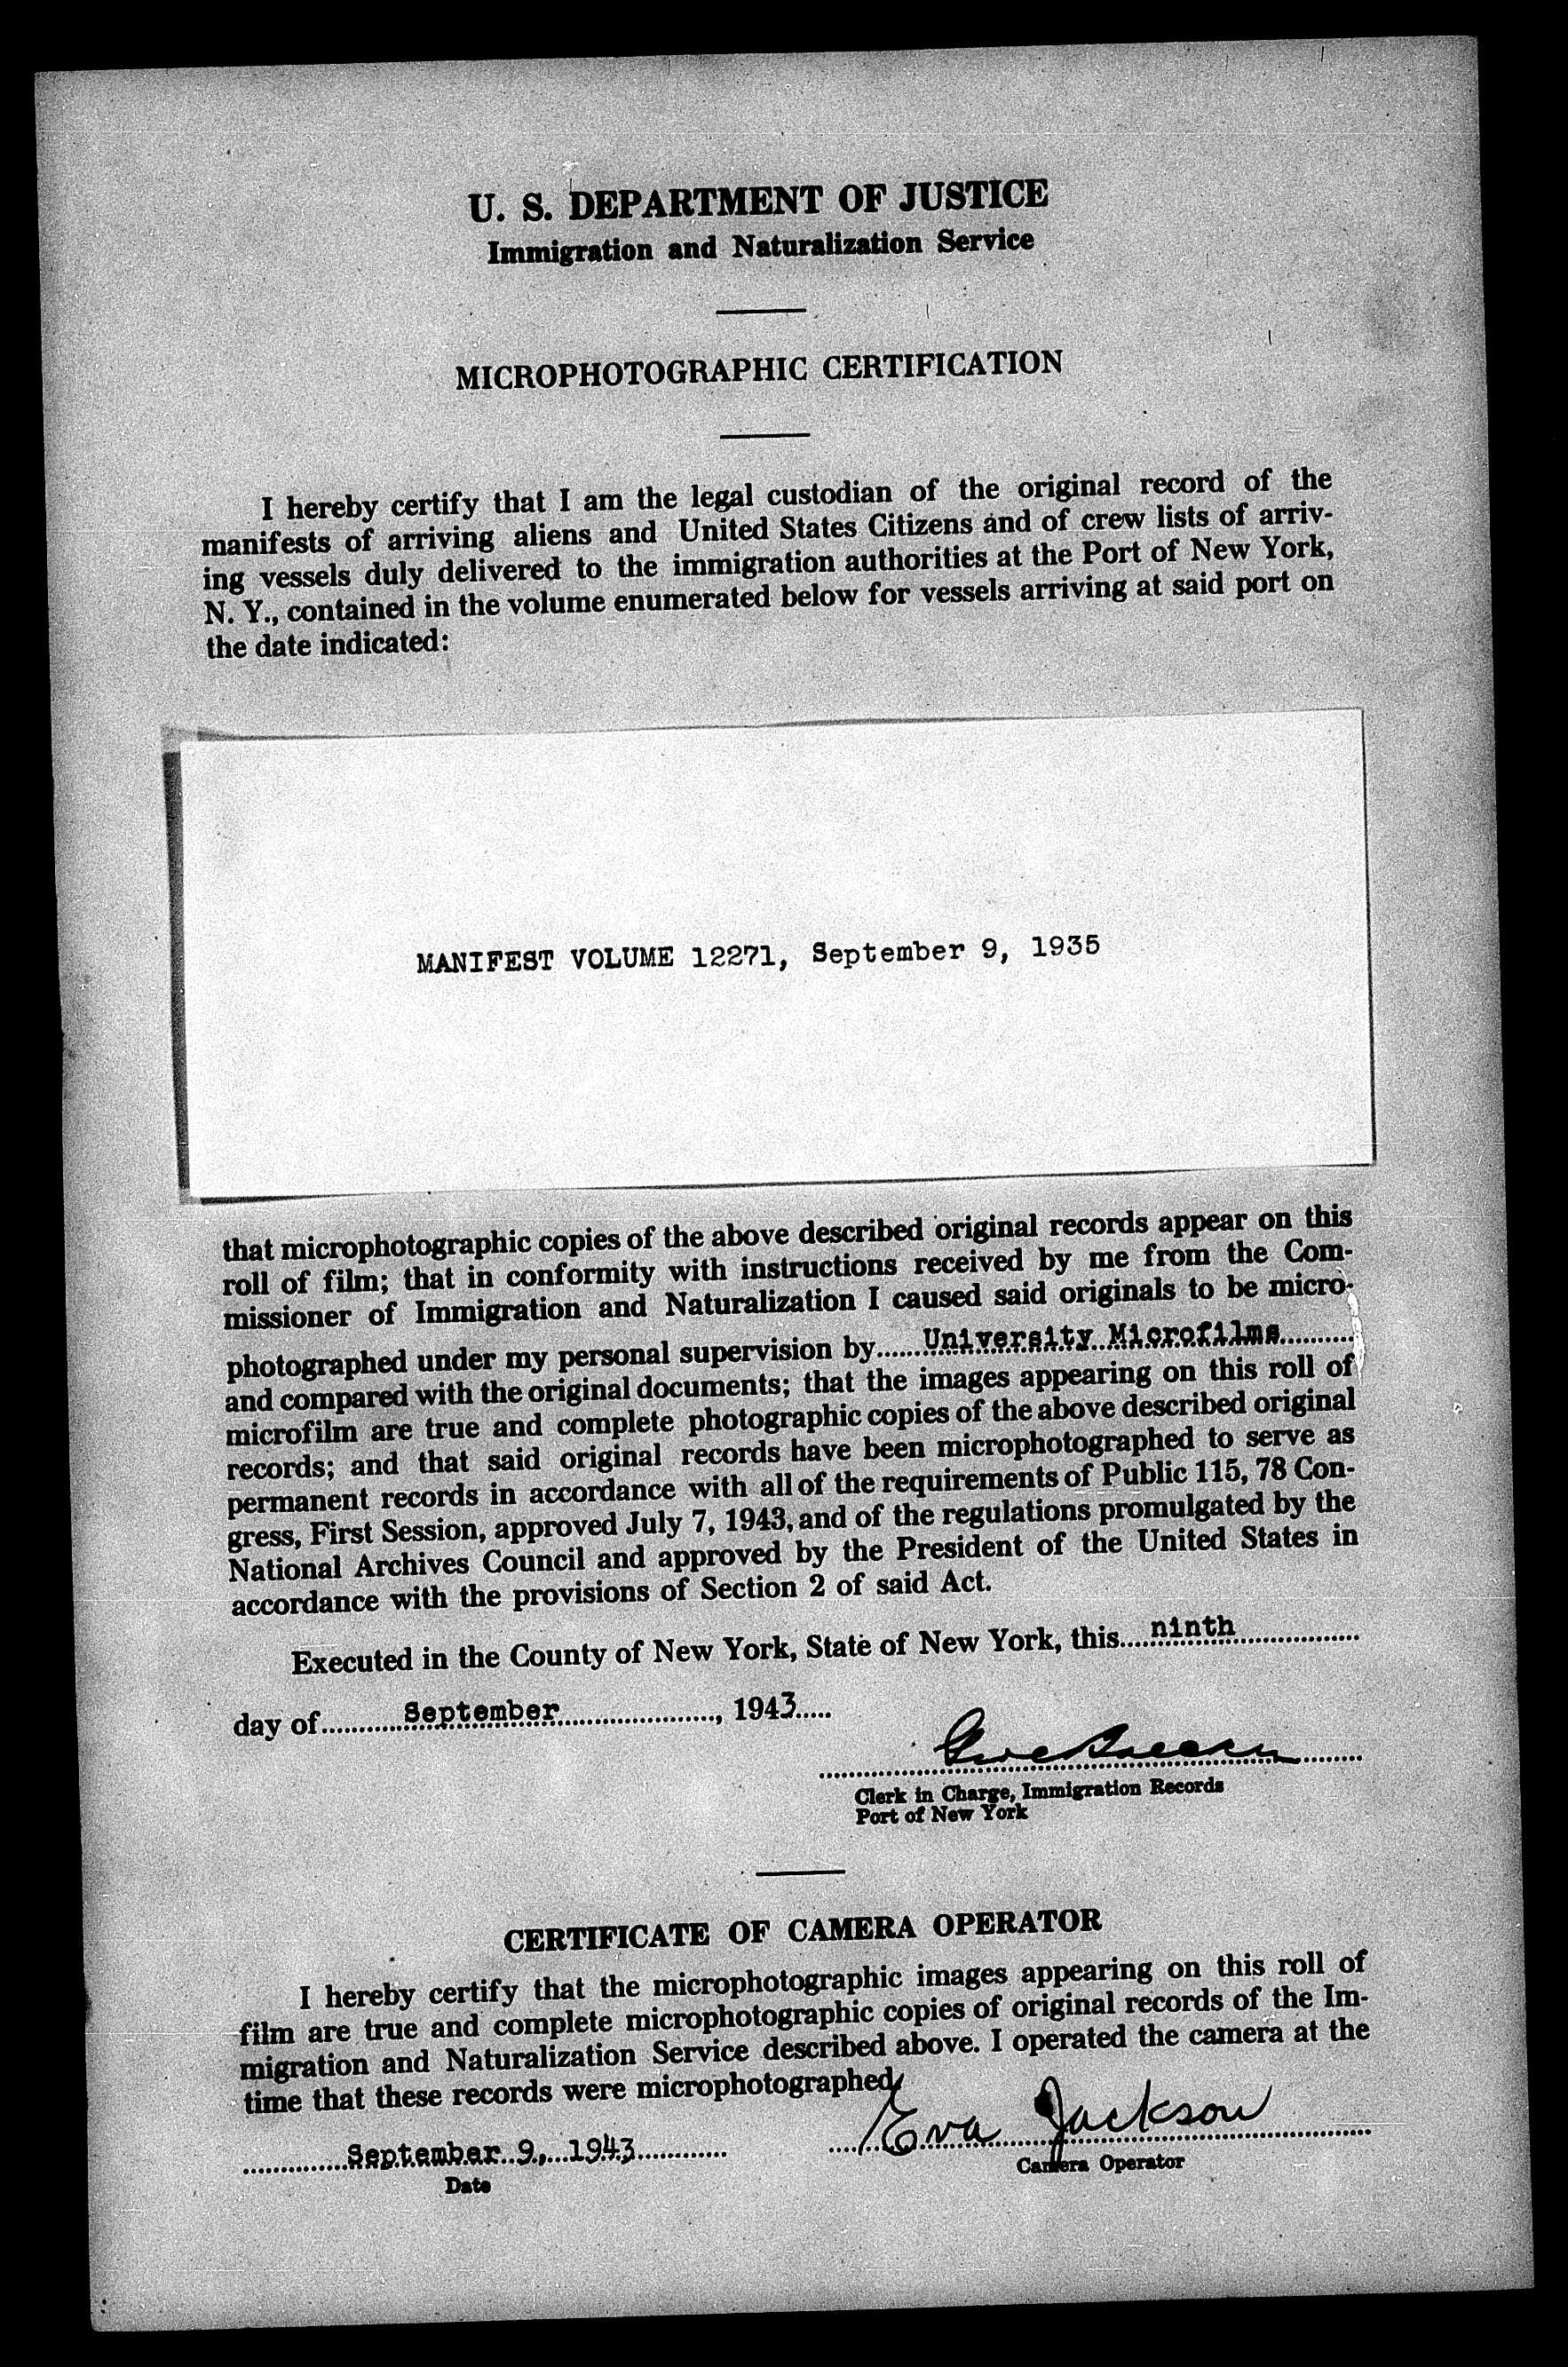 U. S. DEPARTMENT OF JUSTICE
Immigration and Naturalization Service
MICROPHOTOGRAPHIC CERTIFICATION
I hereby certify that I am the legal custodian of the original record of the
manifests of arriving aliens and United States Citizens and of crew lists of arriv-
ing vessels duly delivered to the immigration authorities at the Port of New York,
N. Y., contained in the volume enumerated below for vessels arriving at said port on
the date indicated:
MANIFEST VOLUME 12271, September 9, 1935
that microphotographic copies of the above described original records appear on this
roll of film; that in conformity with instructions received by me from the Com-
missioner of Immigration and Naturalization I caused said originals to be micro-
photographed under my personal supervision by......University Microfilms..........
and compared with the original documents; that the images appearing on this roll of
microfilm are true and complete photographic copies of the above described original
records; and that said original records have been microphotographed to serve as
permanent records in accordance with all of the requirements of Public 115, 78 Con-
gress, First Session, approved July 7, 1943, and of the regulations promulgated by the
National Archives Council and approved by the President of the United States in
accordance with the provisions of Section 2 of said Act.
Executed in the County of New York, State of New York, this....ninth................
day of...........September...................., 1943.....
Clerk in Charge, Immigration Records
Port of New York
CERTIFICATE OF CAMERA OPERATOR
I hereby certify that the microphotographic images appearing on this roll of
film are true and complete microphotographic copies of original records of the Im-
migration and Naturalization Service described above. I operated the camera at the
time that these records were microphotographed.
Eva Jackson
September 9, 1943
Camera Operator
Date